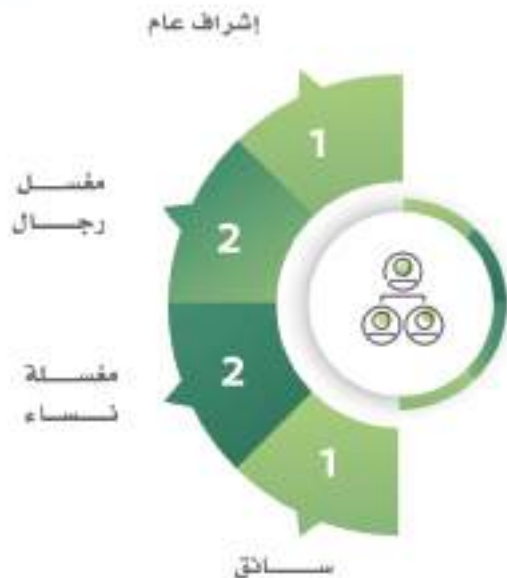 إشراف عام
1
مغسل
رجال
2
مغسلة
نساء
2
1
سائق